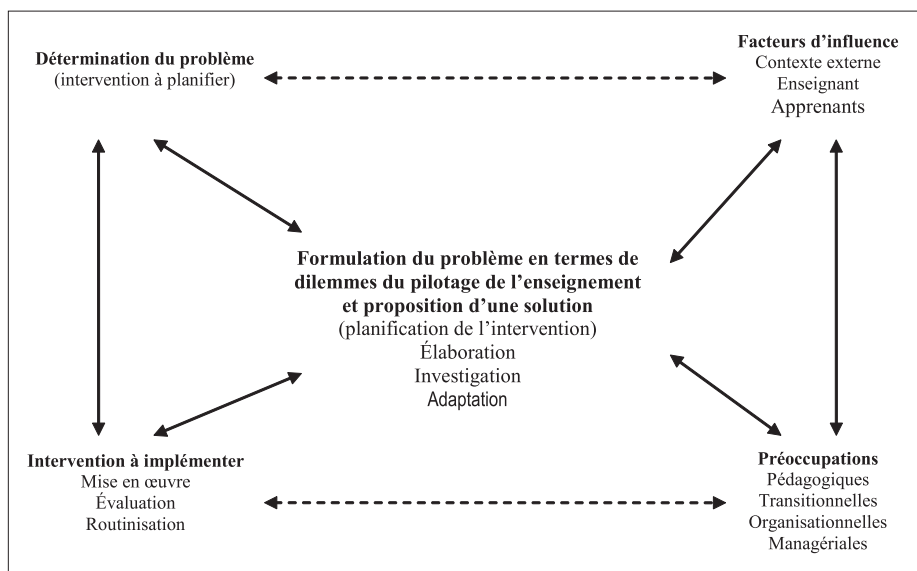 Détermination du problème
(intervention à planifier)
Facteurs d’influence
Contexte externe
Enseignant
Apprenants
Formulation du problème en termes de
dilemmes du pilotage de l’enseignement
et proposition d’une solution
(planification de l’intervention)
Élaboration
Investigation
Adaptation
Intervention à implémenter
Mise en œuvre
Évaluation
Routinisation
Préoccupations
Pédagogiques
Transitionnelles
Organisationnelles
Managériales